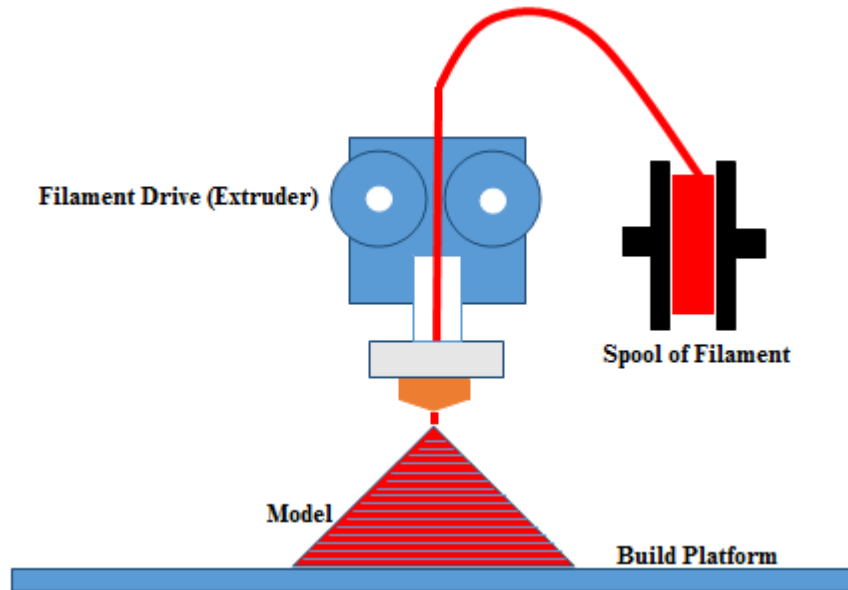 Filament Drive (Extruder)
Spool of Filament
Model
Build Platform